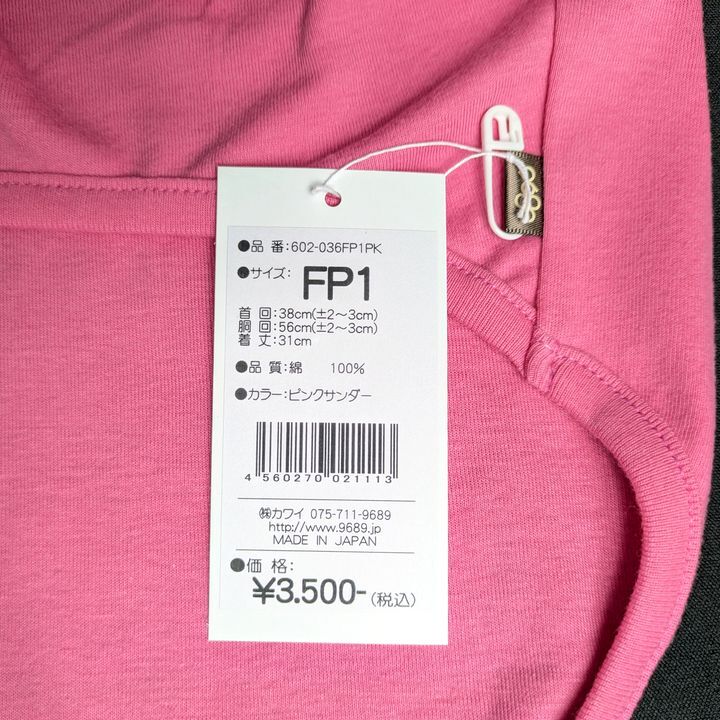 ●品 番:602-036FP1PK
●サイズ: FP1
首 回:38cm(±2〜3cm)
胴 回:56cm(±2〜3cm)
着 丈:31cm
●品 質:綿 100%
●カラー:ピンクサンダー
4 560270 021113
㈱カワイ 075-711-9689
http://www.9689.jp
MADE IN JAPAN
●価 格:
¥3.500-(税込)